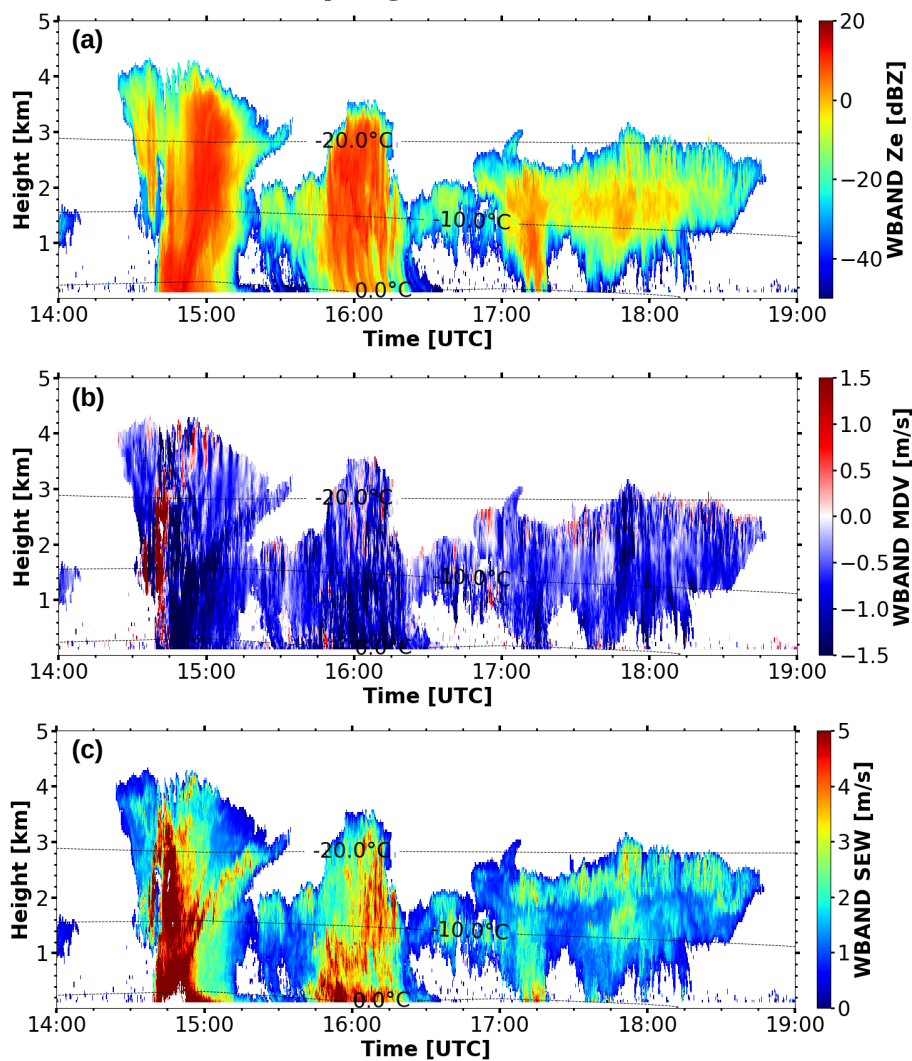 (a)
5
4
3
2
1
Height [km]
-20.0°C
-10.0°C
0.0°C
14:00 15:00 16:00 17:00 18:00 19:00
Time [UTC]
20
0
−20
−40
WBAND Ze [dBZ]
(b)
5
4
3
2
1
Height [km]
-20.0°C
-10.0°C
0.0°C
14:00 15:00 16:00 17:00 18:00 19:00
Time [UTC]
1.5
1.0
0.5
0.0
−0.5
−1.0
−1.5
WBAND MDV [m/s]
(c)
5
4
3
2
1
Height [km]
-20.0°C
-10.0°C
0.0°C
14:00 15:00 16:00 17:00 18:00 19:00
Time [UTC]
5
4
3
2
1
0
WBAND SEW [m/s]